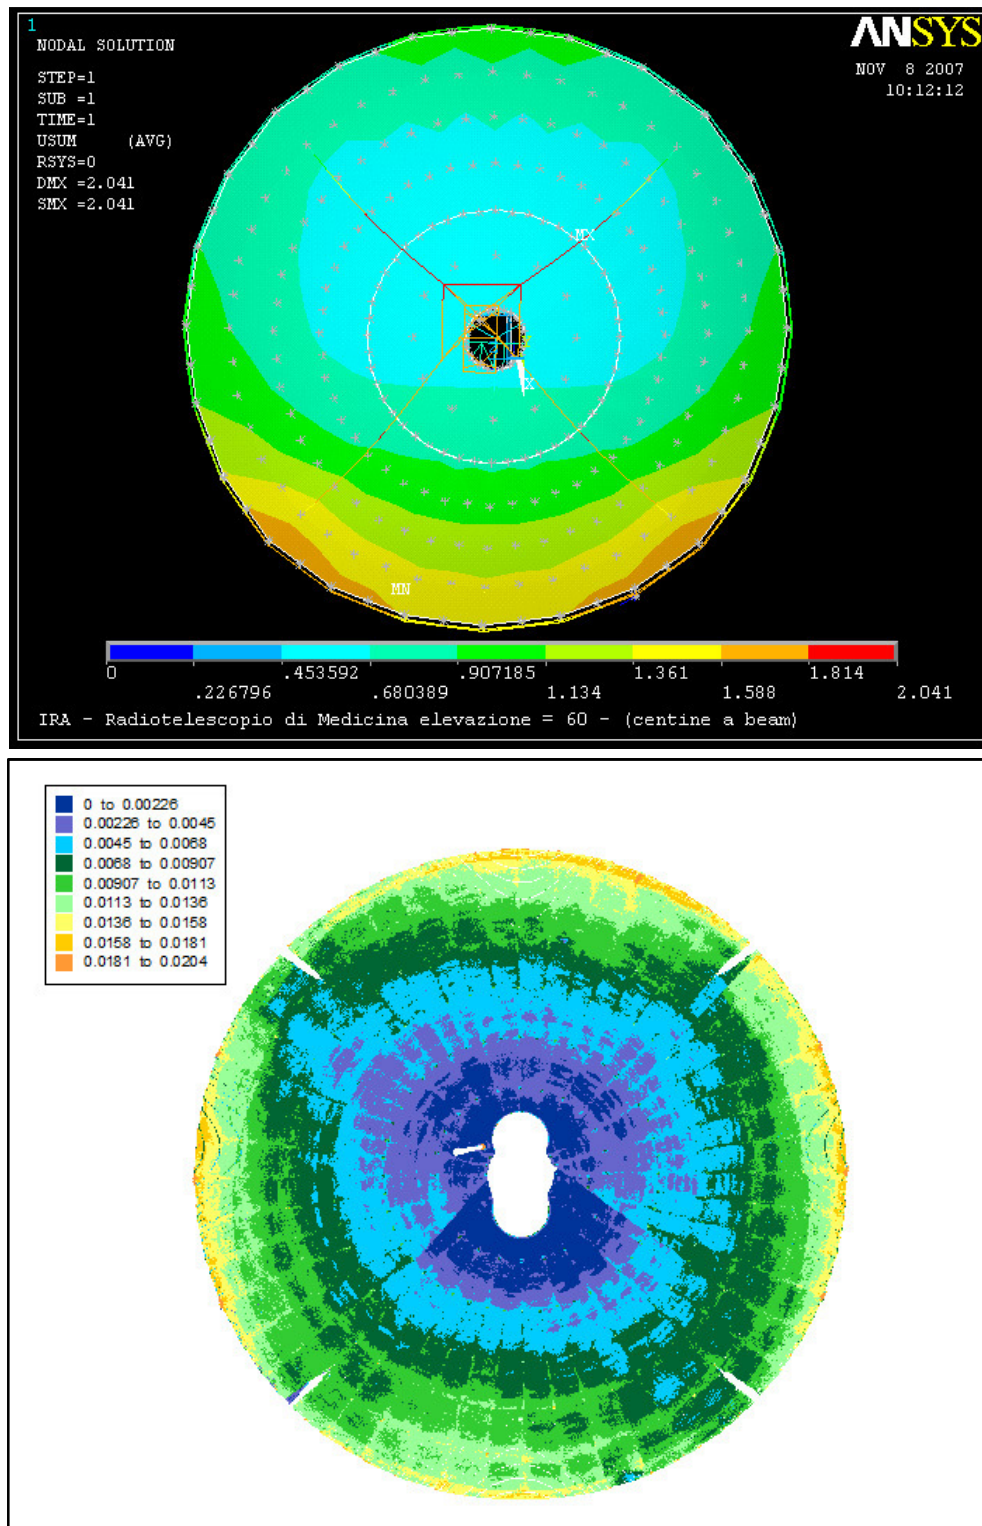 1
NODAL SOLUTION
STEP=1
SUB =1
TIME=1
USUM (AVG)
RSYS=0
DMX =2.041
SMX =2.041
ANSYS
NOV 8 2007
10:12:12
MX
Y
X
MN
0 .453592 .907185 1.361 1.814
.226796 .680389 1.134 1.588 2.041
IRA - Radiotelescopio di Medicina elevazione = 60 - (centine a beam)
0 to 0.00226
0.00226 to 0.0045
0.0045 to 0.0068
0.0068 to 0.00907
0.00907 to 0.0113
0.0113 to 0.0136
0.0136 to 0.0158
0.0158 to 0.0181
0.0181 to 0.0204